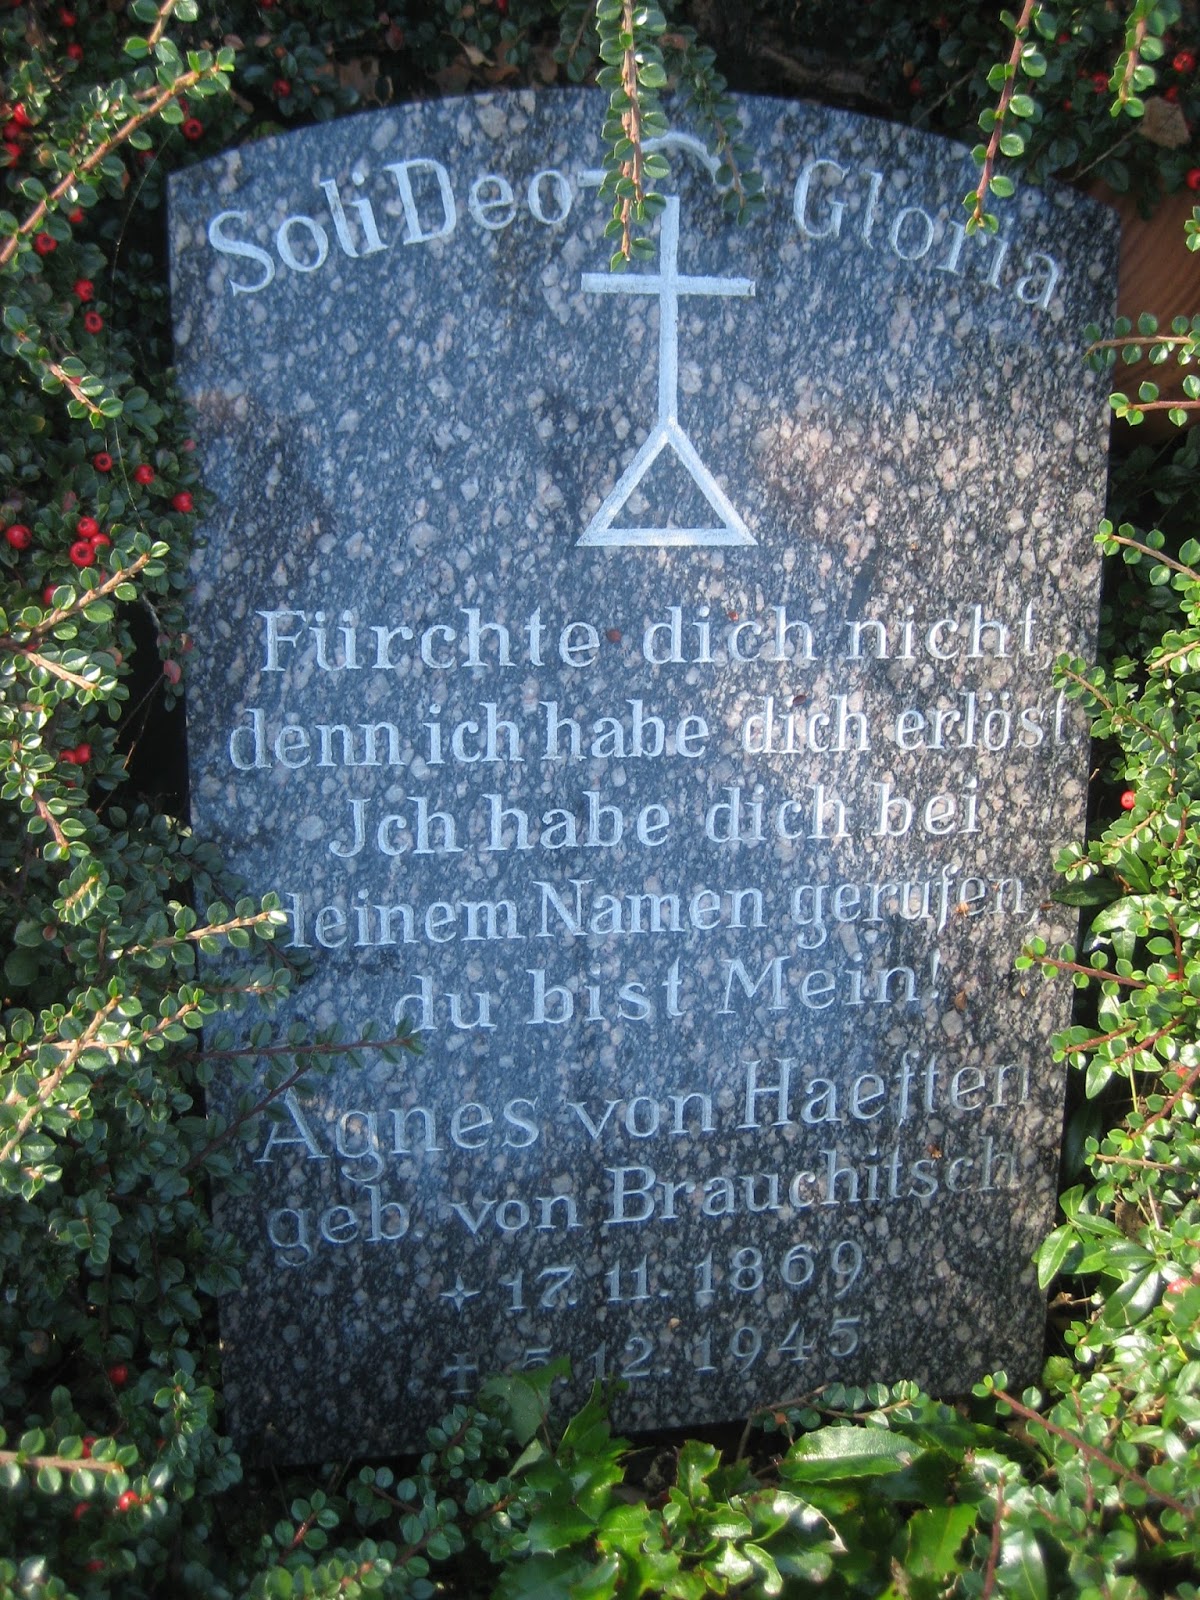 Soli Deo Gloria
Fürchte dich nicht,
denn ich habe dich erlöst
Jch habe dich bei
deinem Namen gerufen,
du bist Mein!
Agnes von Haeften
geb. von Brauchitsch
17.11.1869
† 5.12.1945